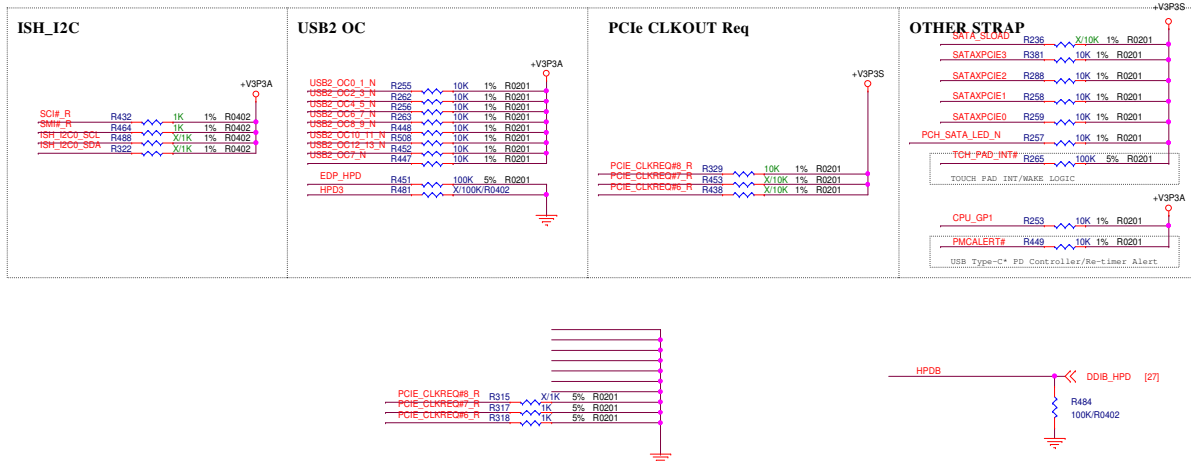 ISH_I2C
+V3P3A
SCI#_R R432 1K 1% R0402
SMI#_R R464 1K 1% R0402
ISH_I2C0_SCL R488 X/1K 1% R0402
ISH_I2C0_SDA R322 X/1K 1% R0402
USB2 OC
+V3P3A
USB2_OC0_1_N R255 10K 1% R0201
USB2_OC2_3_N R262 10K 1% R0201
USB2_OC4_5_N R256 10K 1% R0201
USB2_OC6_7_N R263 10K 1% R0201
USB2_OC8_9_N R448 10K 1% R0201
USB2_OC10_11_N R508 10K 1% R0201
USB2_OC12_13_N R452 10K 1% R0201
USB2_OC7_N R447 10K 1% R0201
EDP_HPD R451 100K 5% R0201
HPD3 R481 X/100K/R0402
PCIe CLKOUT Req
+V3P3S
PCIE_CLKREQ#8_R R329 10K 1% R0201
PCIE_CLKREQ#7_R R453 X/10K 1% R0201
PCIE_CLKREQ#6_R R438 X/10K 1% R0201
OTHER STRAP
+V3P3S
SATA_SLOAD R236 X/10K 1% R0201
SATAXPCIE3 R381 10K 1% R0201
SATAXPCIE2 R288 10K 1% R0201
SATAXPCIE1 R258 10K 1% R0201
SATAXPCIE0 R259 10K 1% R0201
PCH_SATA_LED_N R257 10K 1% R0201
TCH_PAD_INT# R265 100K 5% R0201
TOUCH PAD INT/WAKE LOGIC
+V3P3A
CPU_GP1 R253 10K 1% R0201
PMCALERT# R449 10K 1% R0201
USB Type-C* PD Controller/Re-timer Alert
PCIE_CLKREQ#8_R R315 X/1K 5% R0201
PCIE_CLKREQ#7_R R317 1K 5% R0201
PCIE_CLKREQ#6_R R318 1K 5% R0201
HPDB DDIB_HPD [27]
R484
100K/R0402